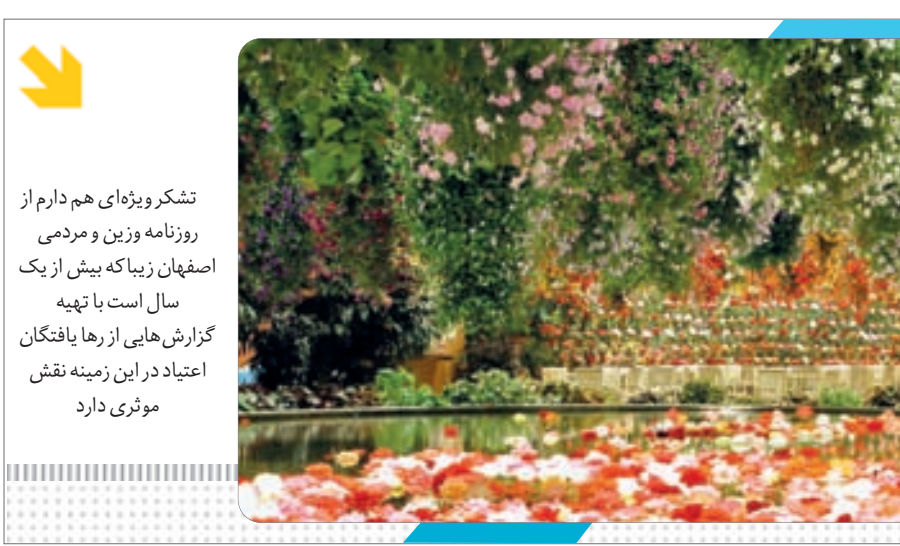 تشکر ویژه‌ای هم دارم از
روزنامه وزین و مردمی
اصفهان زیبا که بیش از یک
سال است با تهیه
گزارش‌هایی از رها یافتگان
اعتیاد در این زمینه نقش
موثری دارد